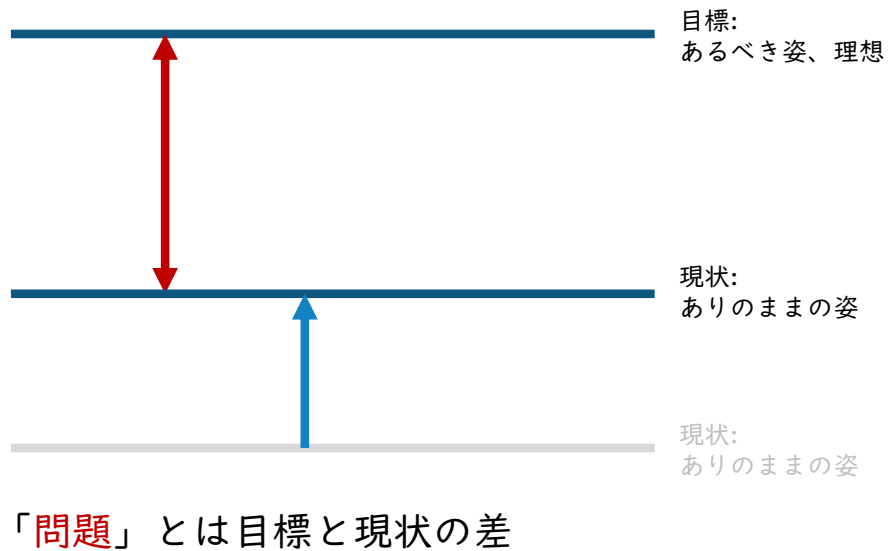 目標:
あるべき姿、理想
現状:
ありのままの姿
現状:
ありのままの姿
「問題」とは目標と現状の差